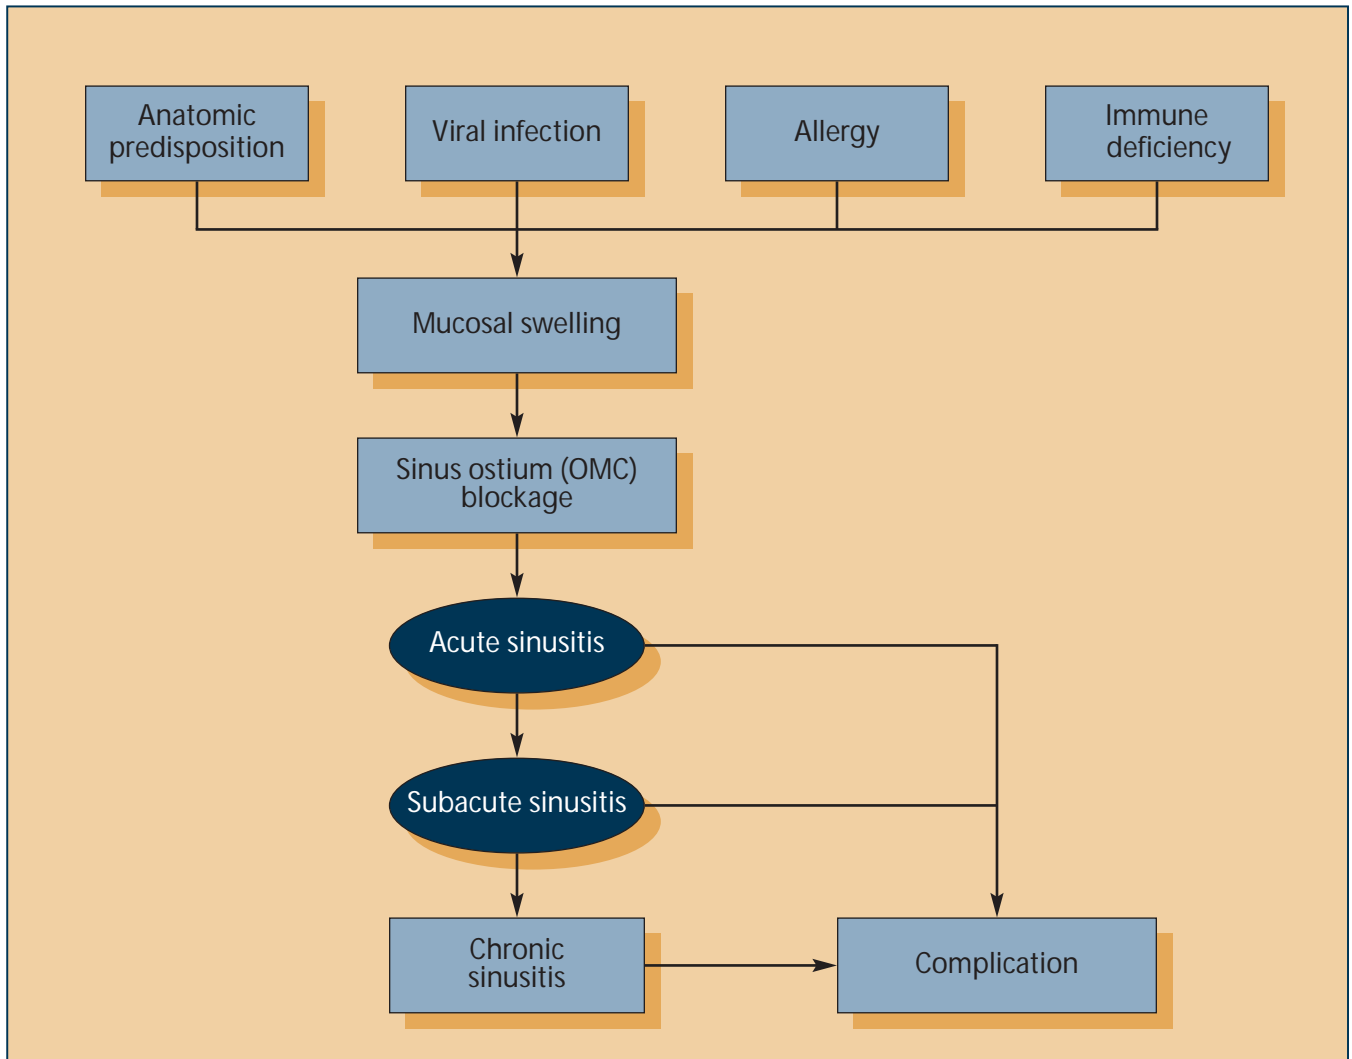 Anatomic
predisposition
Viral infection
Allergy
Immune
deficiency
Mucosal swelling
Sinus ostium (OMC)
blockage
Acute sinusitis
Subacute sinusitis
Chronic
sinusitis
Complication